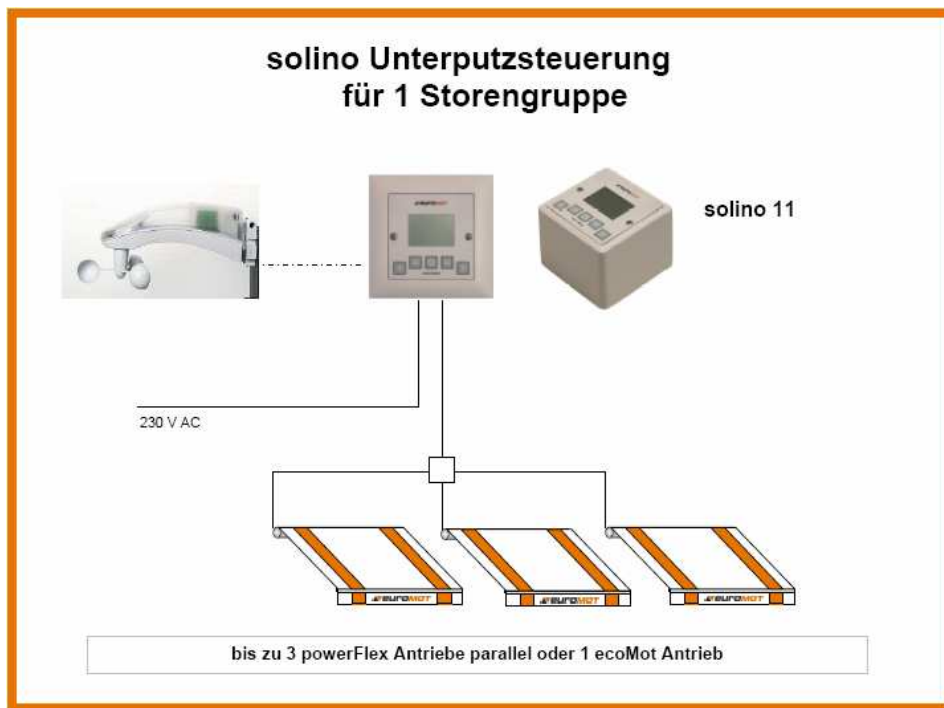 solino Unterputzsteuerung
für 1 Storengruppe
EUROMOT
solino 11
230 V AC
EUROMOT
EUROMOT
EUROMOT
bis zu 3 powerFlex Antriebe parallel oder 1 ecoMot Antrieb